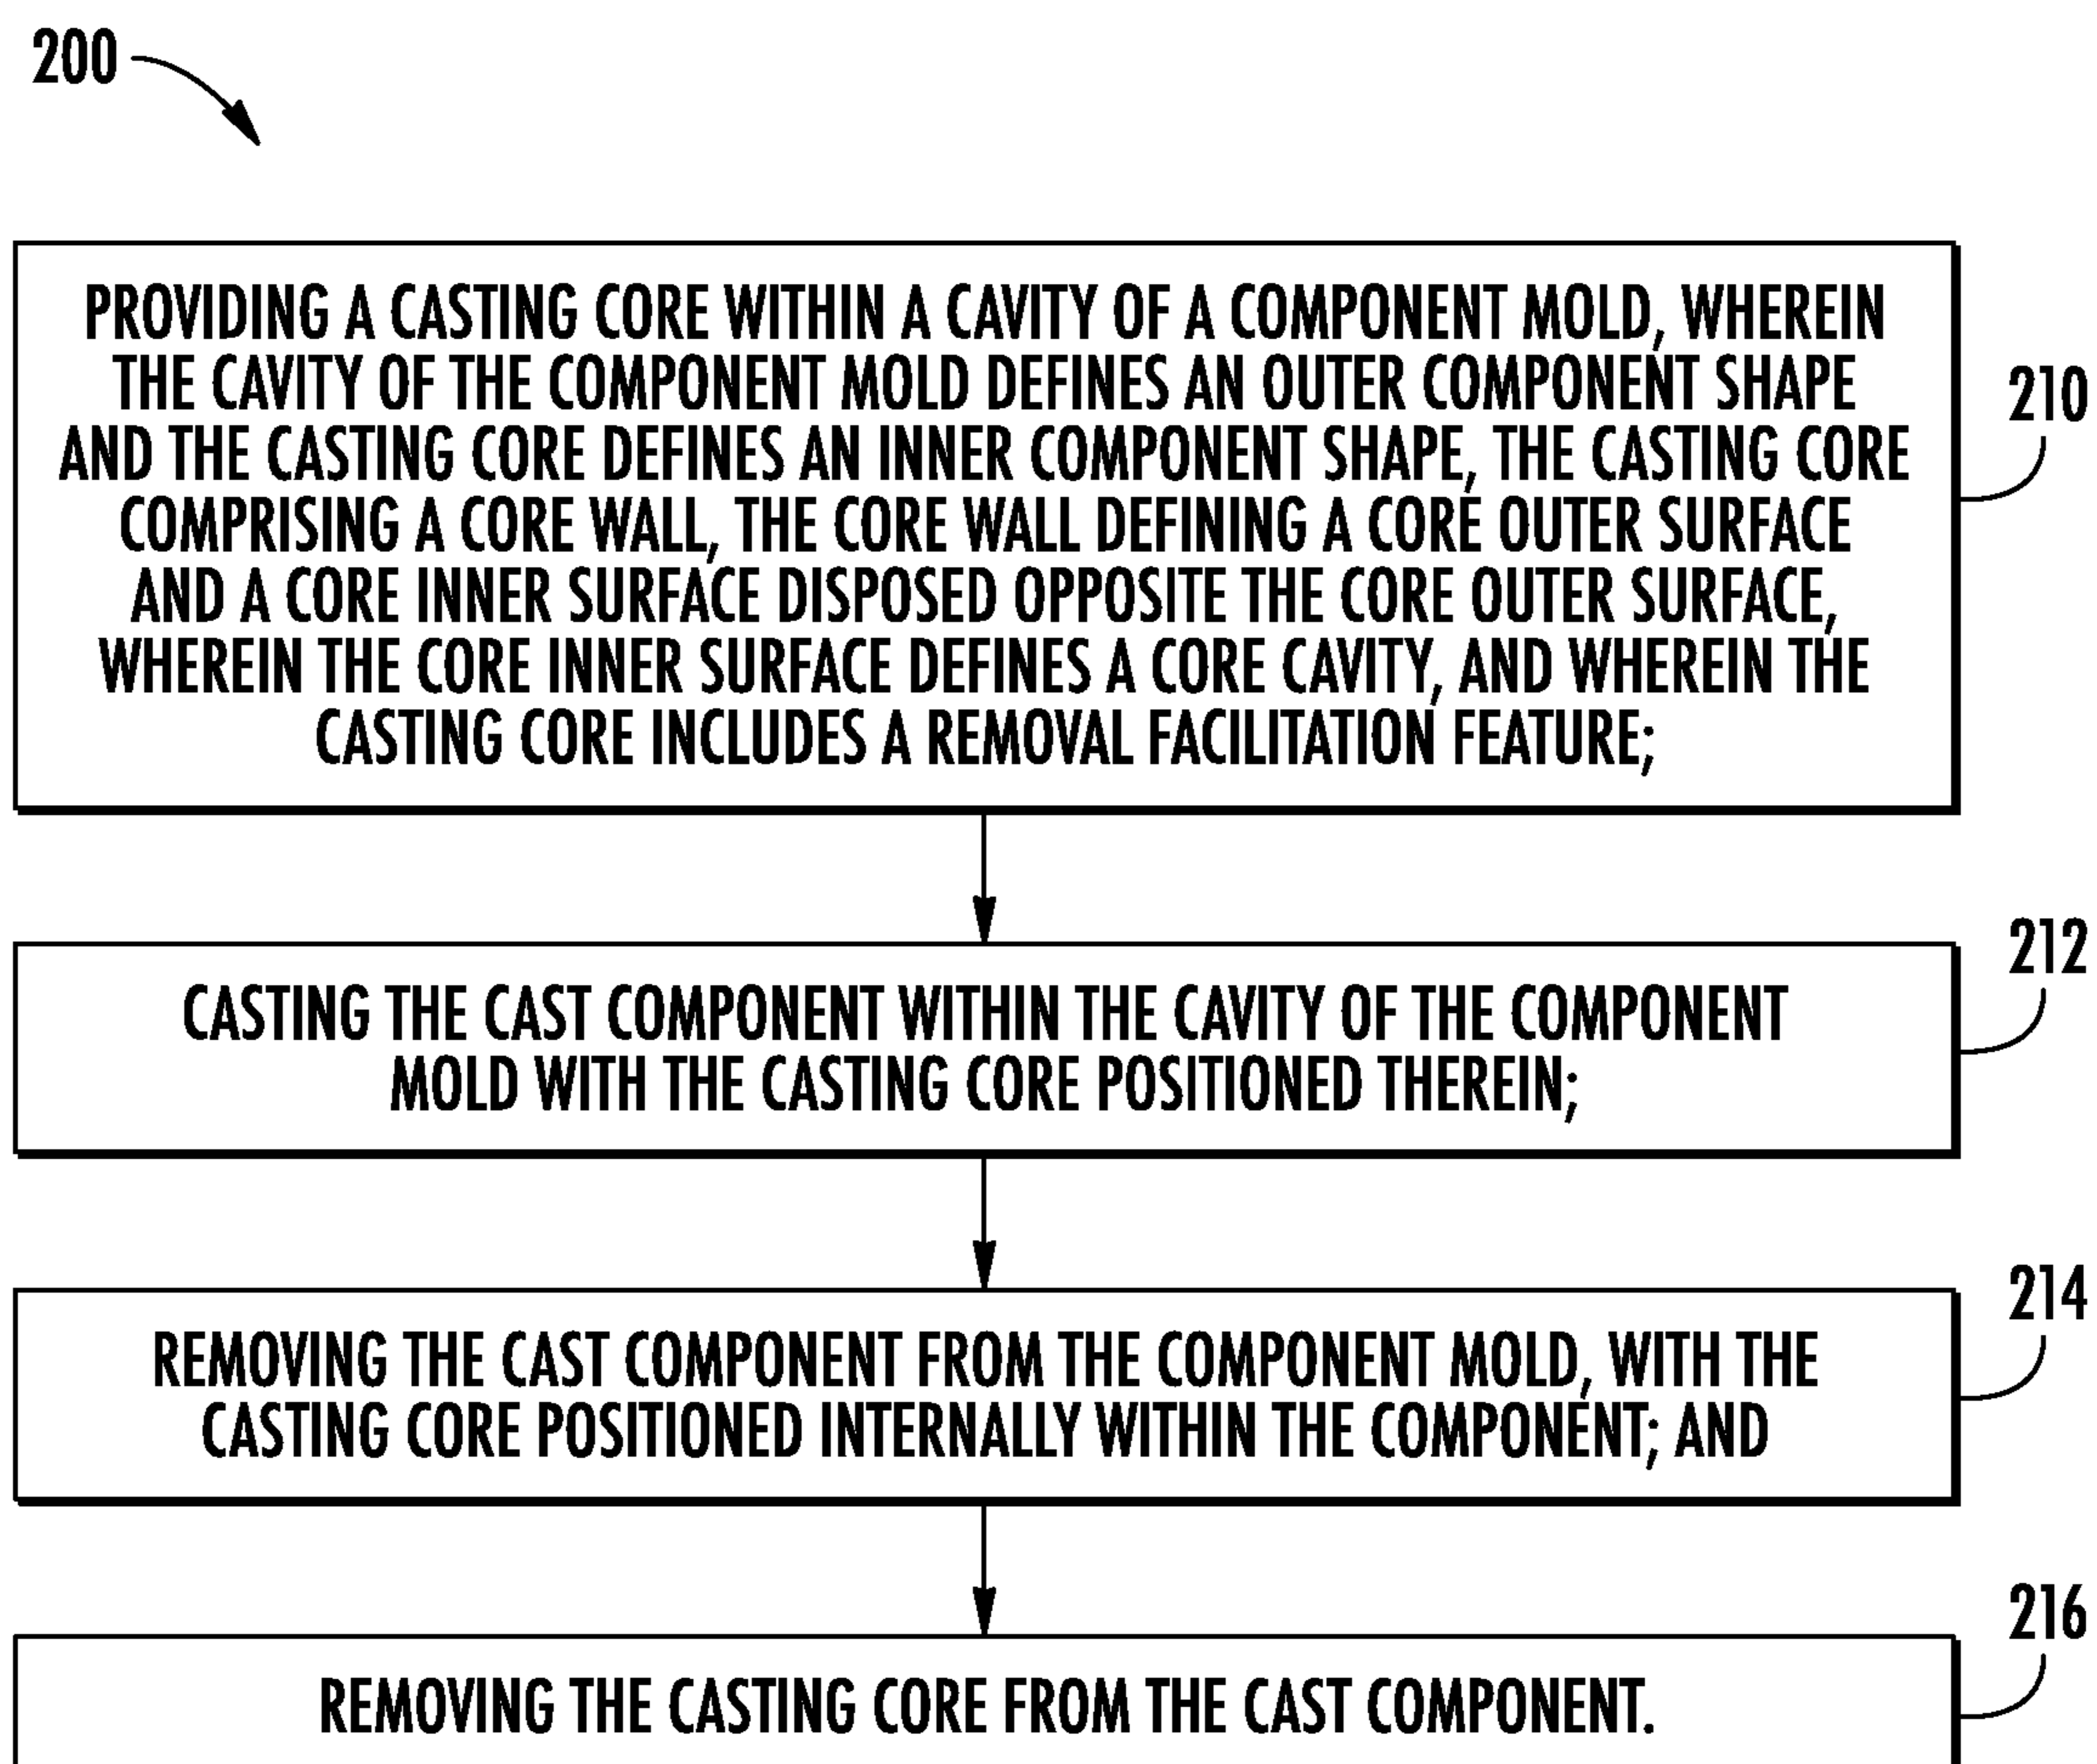 200
PROVIDING A CASTING CORE WITHIN A CAVITY OF A COMPONENT MOLD, WHEREIN
THE CAVITY OF THE COMPONENT MOLD DEFINES AN OUTER COMPONENT SHAPE
AND THE CASTING CORE DEFINES AN INNER COMPONENT SHAPE, THE CASTING CORE
COMPRISING A CORE WALL, THE CORE WALL DEFINING A CORE OUTER SURFACE
AND A CORE INNER SURFACE DISPOSED OPPOSITE THE CORE OUTER SURFACE,
WHEREIN THE CORE INNER SURFACE DEFINES A CORE CAVITY, AND WHEREIN THE
CASTING CORE INCLUDES A REMOVAL FACILITATION FEATURE;
210
CASTING THE CAST COMPONENT WITHIN THE CAVITY OF THE COMPONENT
MOLD WITH THE CASTING CORE POSITIONED THEREIN;
212
REMOVING THE CAST COMPONENT FROM THE COMPONENT MOLD, WITH THE
CASTING CORE POSITIONED INTERNALLY WITHIN THE COMPONENT; AND
214
REMOVING THE CASTING CORE FROM THE CAST COMPONENT.
216